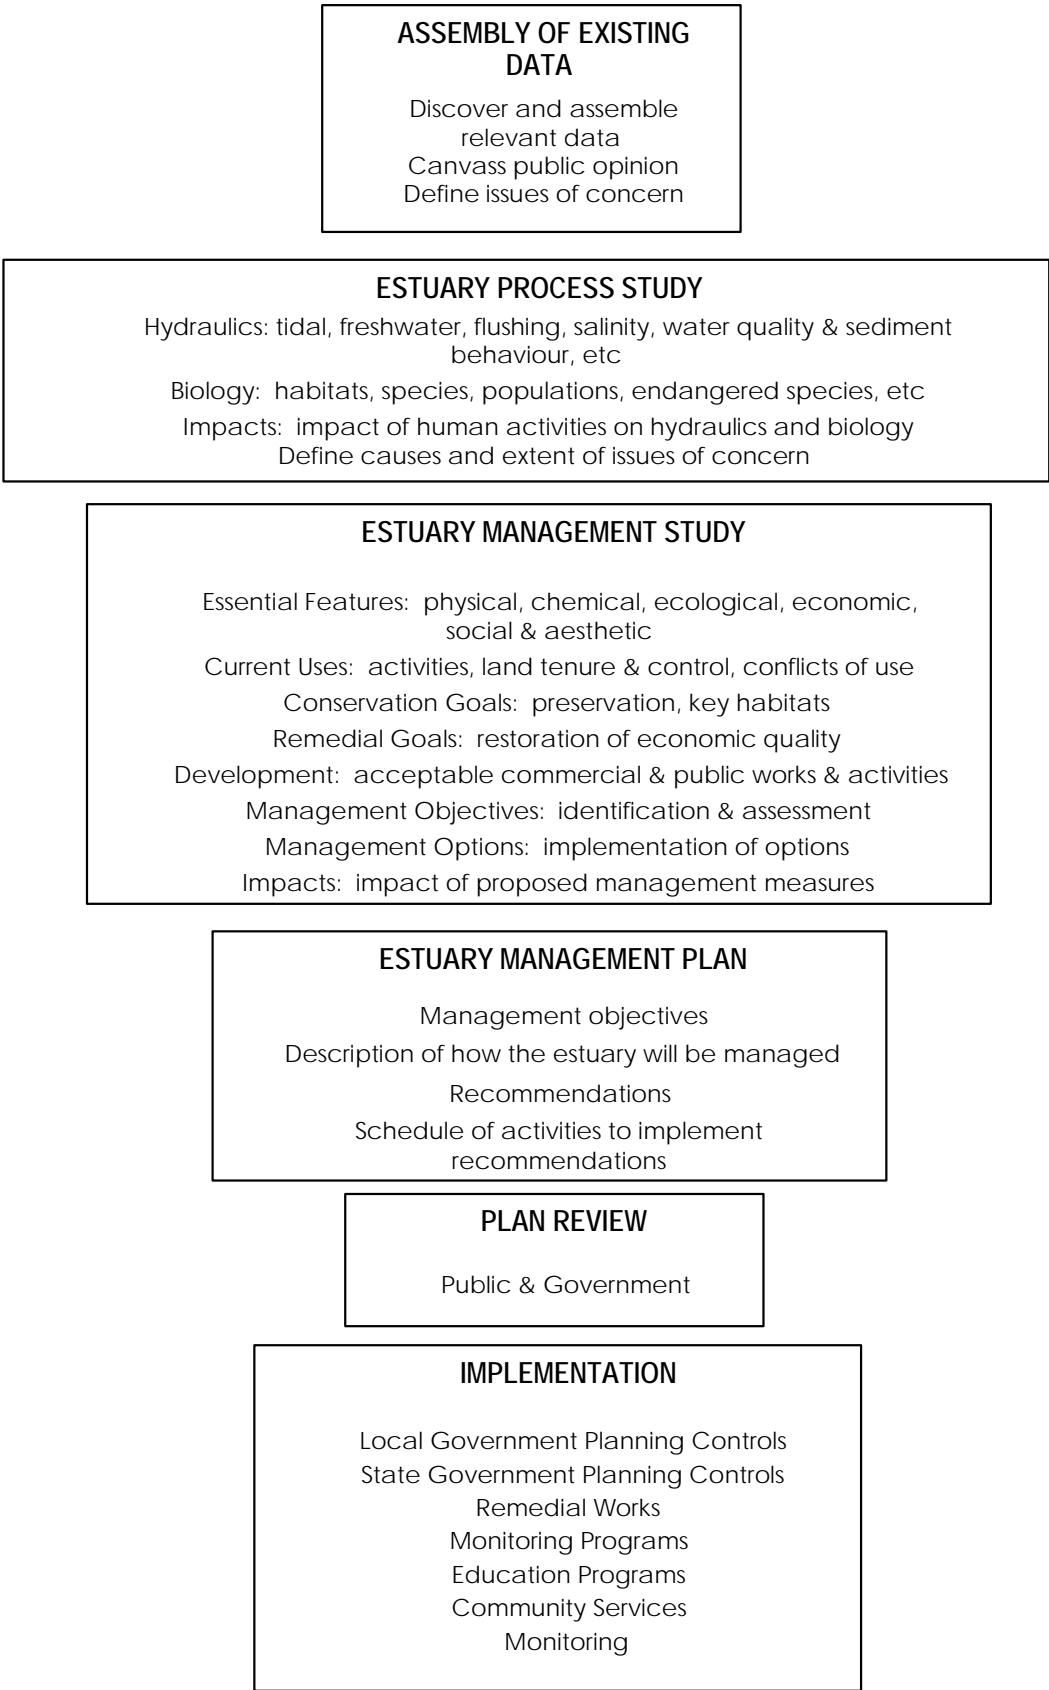 ASSEMBLY OF EXISTING
DATA
Discover and assemble
relevant data
Canvass public opinion
Define issues of concern
ESTUARY PROCESS STUDY
Hydraulics: tidal, freshwater, flushing, salinity, water quality & sediment
behaviour, etc
Biology: habitats, species, populations, endangered species, etc
Impacts: impact of human activities on hydraulics and biology
Define causes and extent of issues of concern
ESTUARY MANAGEMENT STUDY
Essential Features: physical, chemical, ecological, economic,
social & aesthetic
Current Uses: activities, land tenure & control, conflicts of use
Conservation Goals: preservation, key habitats
Remedial Goals: restoration of economic quality
Development: acceptable commercial & public works & activities
Management Objectives: identification & assessment
Management Options: implementation of options
Impacts: impact of proposed management measures
ESTUARY MANAGEMENT PLAN
Management objectives
Description of how the estuary will be managed
Recommendations
Schedule of activities to implement
recommendations
PLAN REVIEW
Public & Government
IMPLEMENTATION
Local Government Planning Controls
State Government Planning Controls
Remedial Works
Monitoring Programs
Education Programs
Community Services
Monitoring